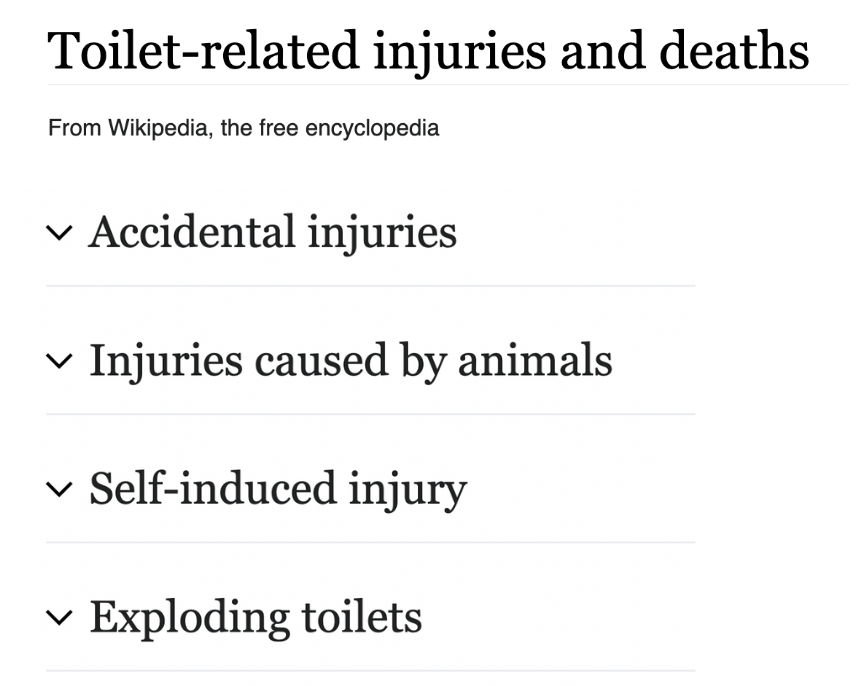 Toilet-related injuries and deaths
From Wikipedia, the free encyclopedia
Accidental injuries
Injuries caused by animals
Self-induced injury
Exploding toilets